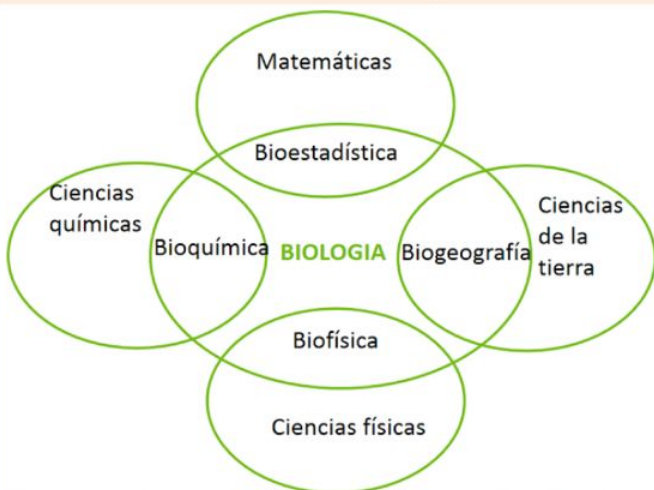 Matemáticas
Bioestadística
Ciencias
químicas
Bioquímica
BIOLOGIA
Biogeografía
Ciencias
de la
tierra
Biofísica
Ciencias físicas